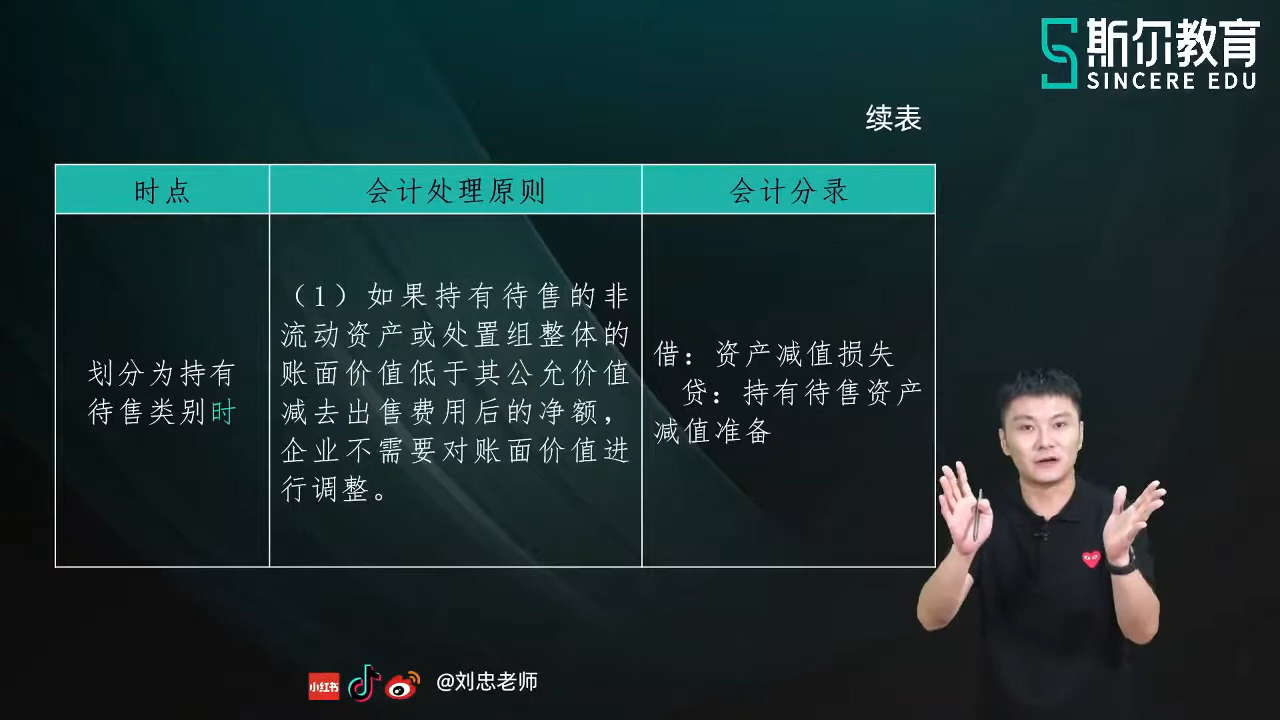 斯尔教育
SINCERE EDU
续表
时点
会计处理原则
会计分录
划分为持有
待售类别时
（1）如果持有待售的非
流动资产或处置组整体的
账面价值低于其公允价值
减去出售费用后的净额，
企业不需要对账面价值进
行调整。
借：资产减值损失
贷：持有待售资产
减值准备
小红书
@刘忠老师